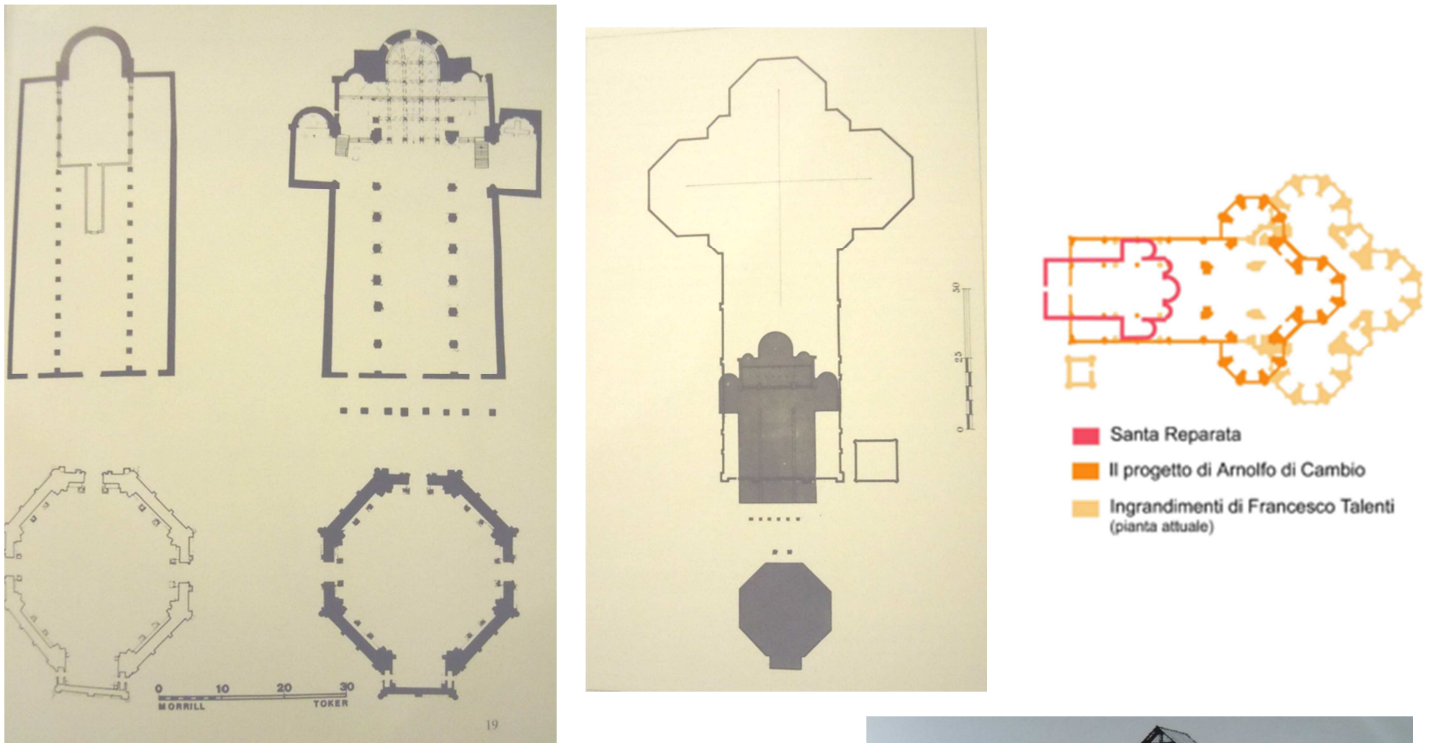 0 10 20 30
MORRILL TOKER
19
50
25
0
Santa Reparata
Il progetto di Arnolfo di Cambio
Ingrandimenti di Francesco Talenti
(pianta attuale)